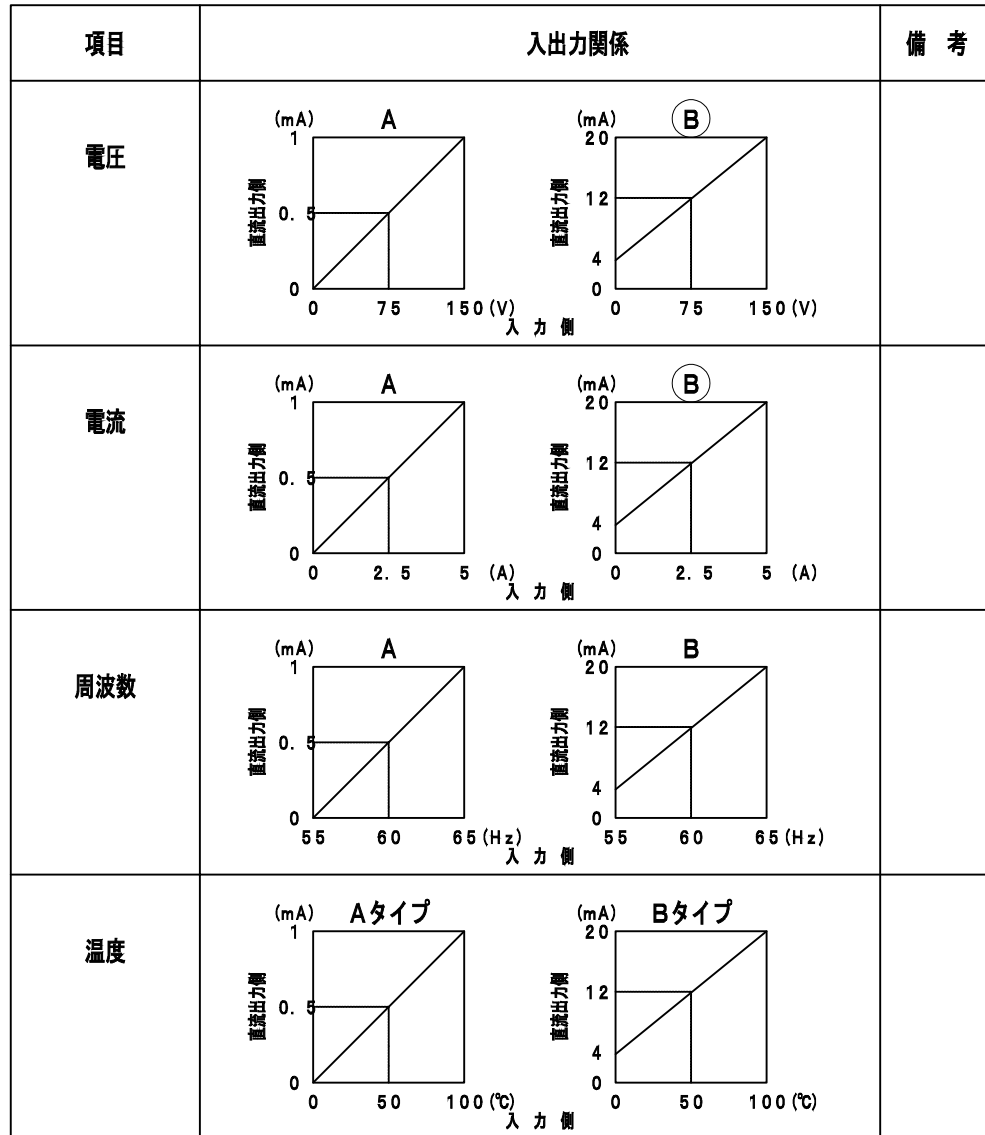 項目 入出力関係 備 考
電圧
(mA) A (mA) B
1 20
直流出力側 0.5 直流出力側 12
4
0 0
0 75 150(V) 0 75 150(V)
入 力 側
電流
(mA) A (mA) B
1 20
直流出力側 0.5 直流出力側 12
4
0 0
0 2.5 5 (A) 0 2.5 5 (A)
入 力 側
周波数
(mA) A (mA) B
1 20
直流出力側 0.5 直流出力側 12
4
0 0
55 60 65(Hz) 55 60 65(Hz)
入 力 側
温度
(mA) Aタイプ (mA) Bタイプ
1 20
直流出力側 0.5 直流出力側 12
4
0 0
0 50 100(℃) 0 50 100(℃)
入 力 側